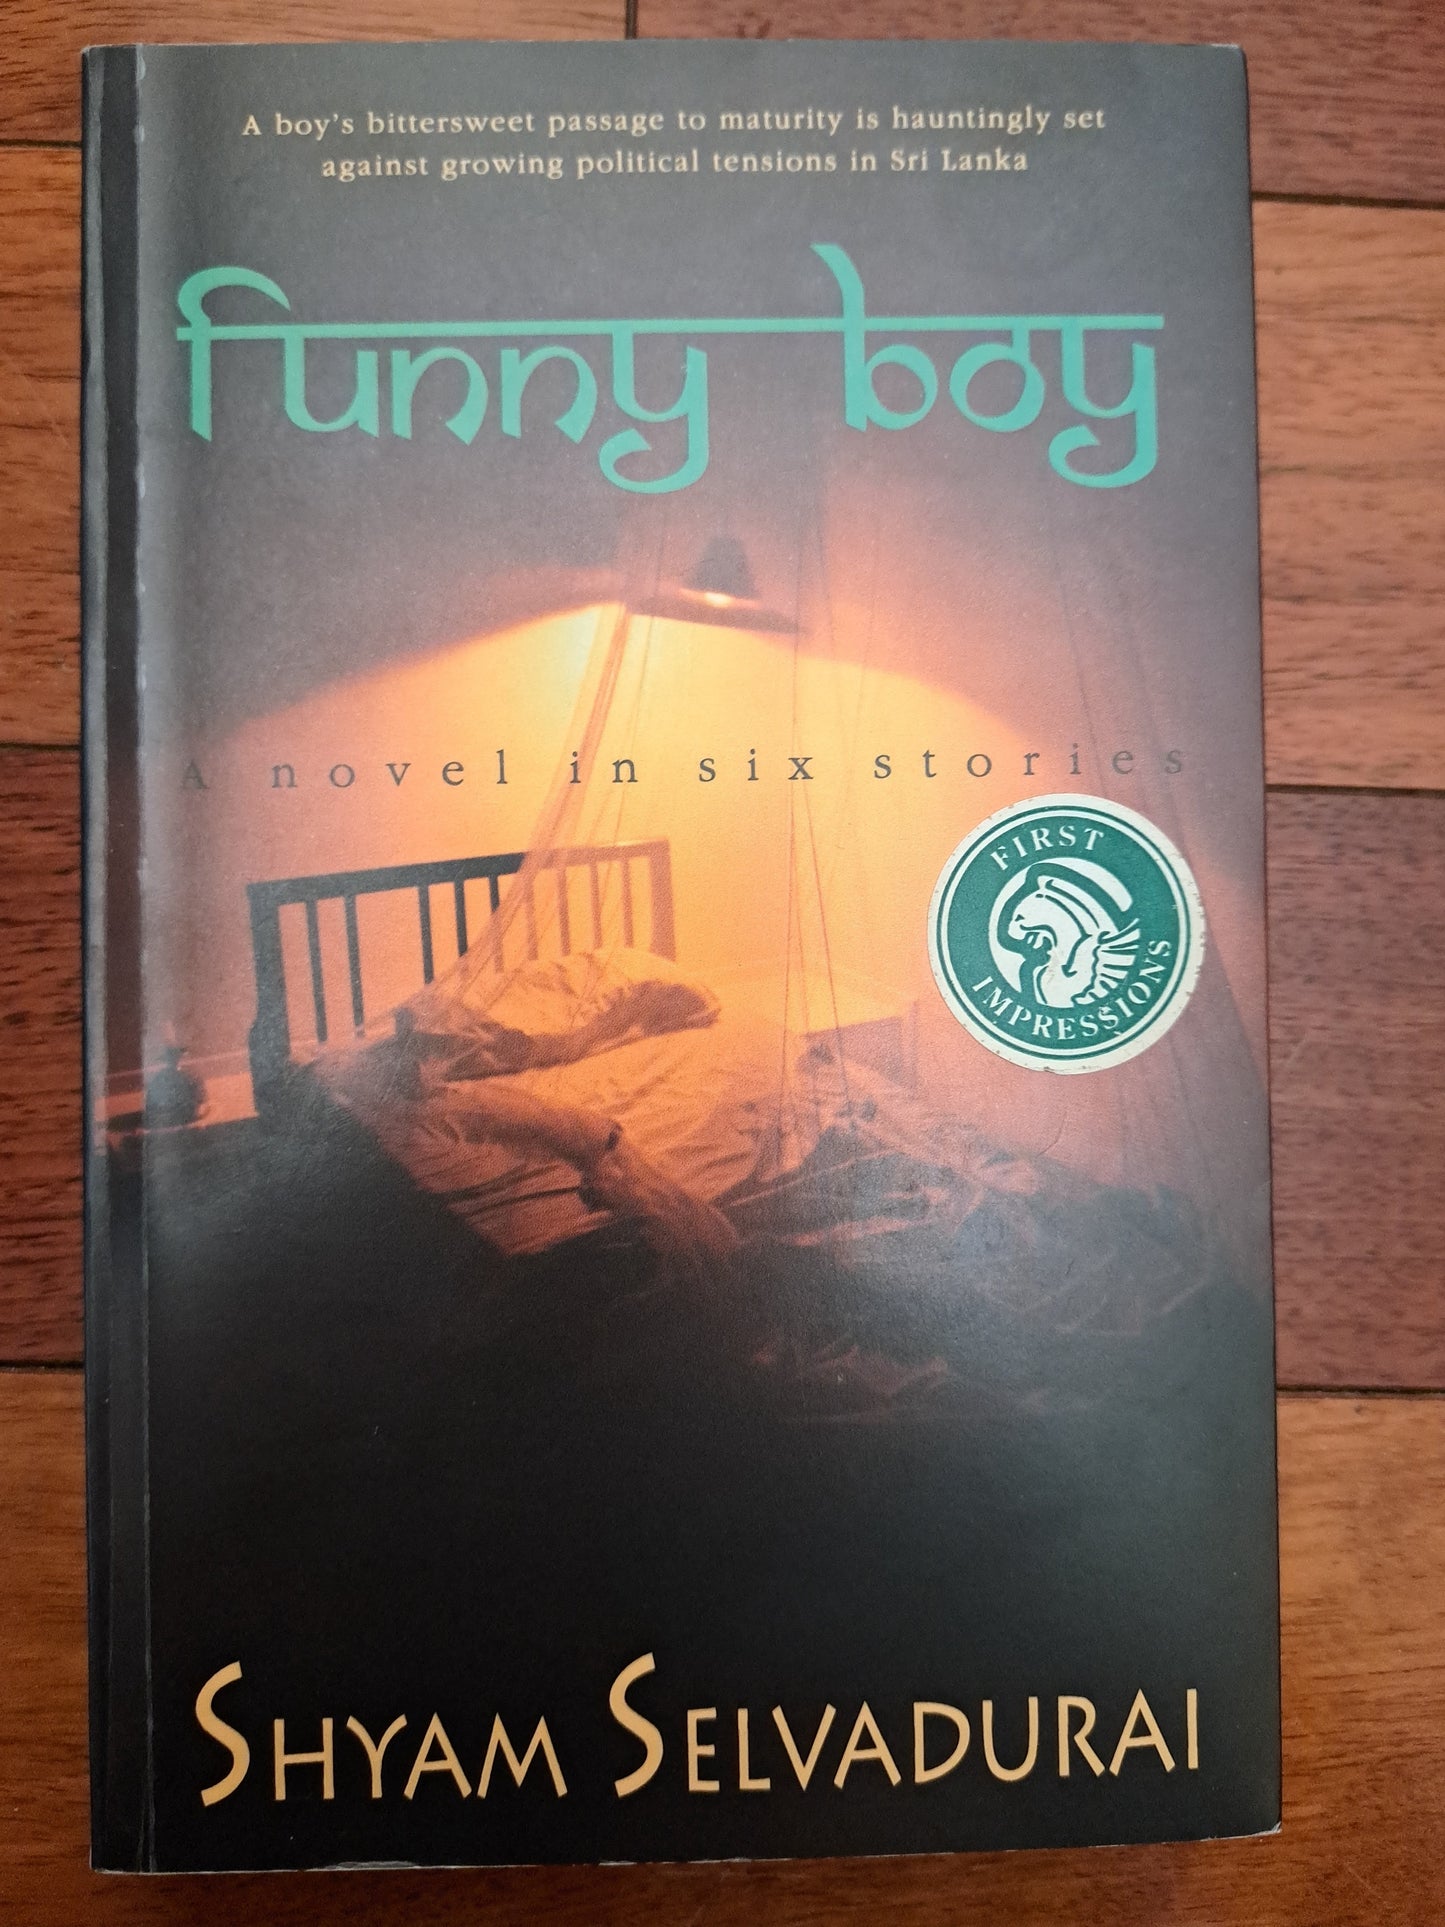 A boy's bittersweet passage to maturity is hauntingly set
against growing political tensions in Sri Lanka
funny boy
A novel in six stories
FIRST
IMPRESSIONS
SHYAM SELVADURAI